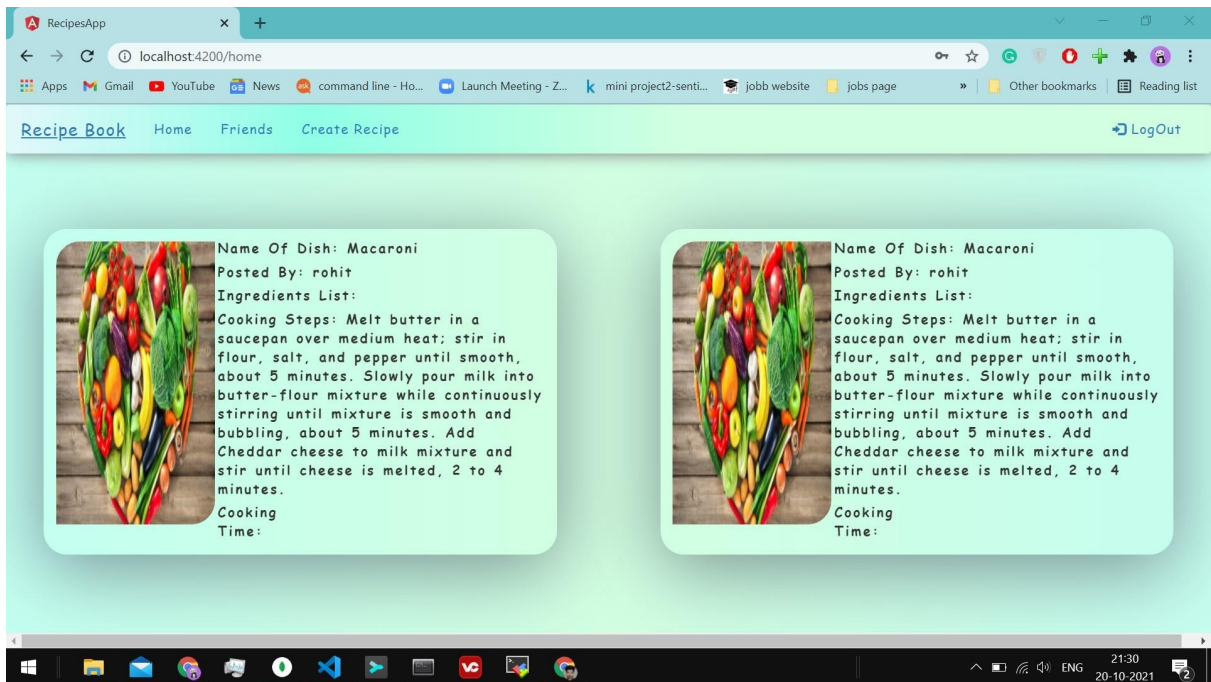 RecipesApp
localhost:4200/home
Apps Gmail YouTube News command line - Ho... Launch Meeting - Z... mini project2-senti... jobb website jobs page » Other bookmarks Reading list
Recipe Book Home Friends Create Recipe LogOut
Name Of Dish: Macaroni
Posted By: rohit
Ingredients List:
Cooking Steps: Melt butter in a
saucepan over medium heat; stir in
flour, salt, and pepper until smooth,
about 5 minutes. Slowly pour milk into
butter-flour mixture while continuously
stirring until mixture is smooth and
bubbling, about 5 minutes. Add
Cheddar cheese to milk mixture and
stir until cheese is melted, 2 to 4
minutes.
Cooking
Time:
Name Of Dish: Macaroni
Posted By: rohit
Ingredients List:
Cooking Steps: Melt butter in a
saucepan over medium heat; stir in
flour, salt, and pepper until smooth,
about 5 minutes. Slowly pour milk into
butter-flour mixture while continuously
stirring until mixture is smooth and
bubbling, about 5 minutes. Add
Cheddar cheese to milk mixture and
stir until cheese is melted, 2 to 4
minutes.
Cooking
Time:
ENG
21:30
20-10-2021
2